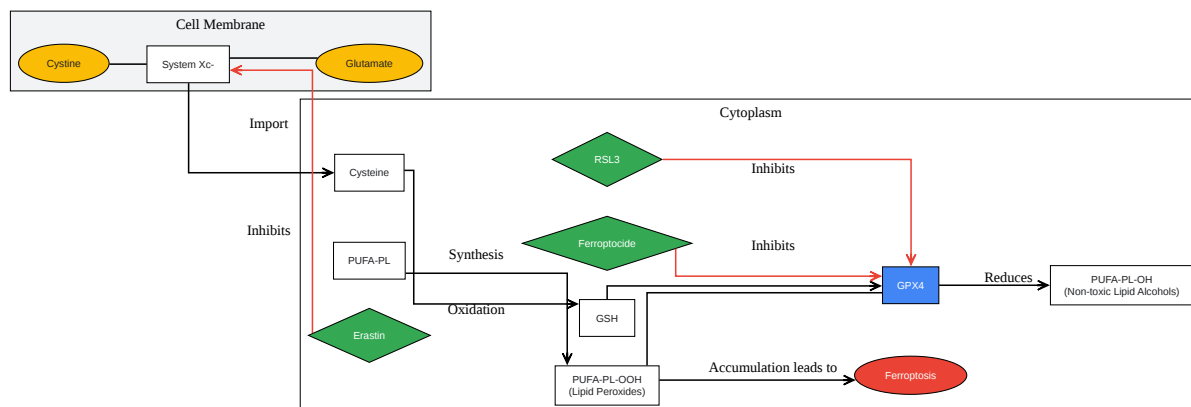 Cell Membrane
Cystine
System Xc-
Glutamate
Cytoplasm
Import
RSL3
Inhibits
Cysteine
Inhibits
Ferroptocide
Inhibits
PUFA-PL
Synthesis
GPX4
Reduces
PUFA-PL-OH
(Non-toxic Lipid Alcohols)
Oxidation
GSH
Erastin
Accumulation leads to
PUFA-PL-OOH
(Lipid Peroxides)
Ferroptosis